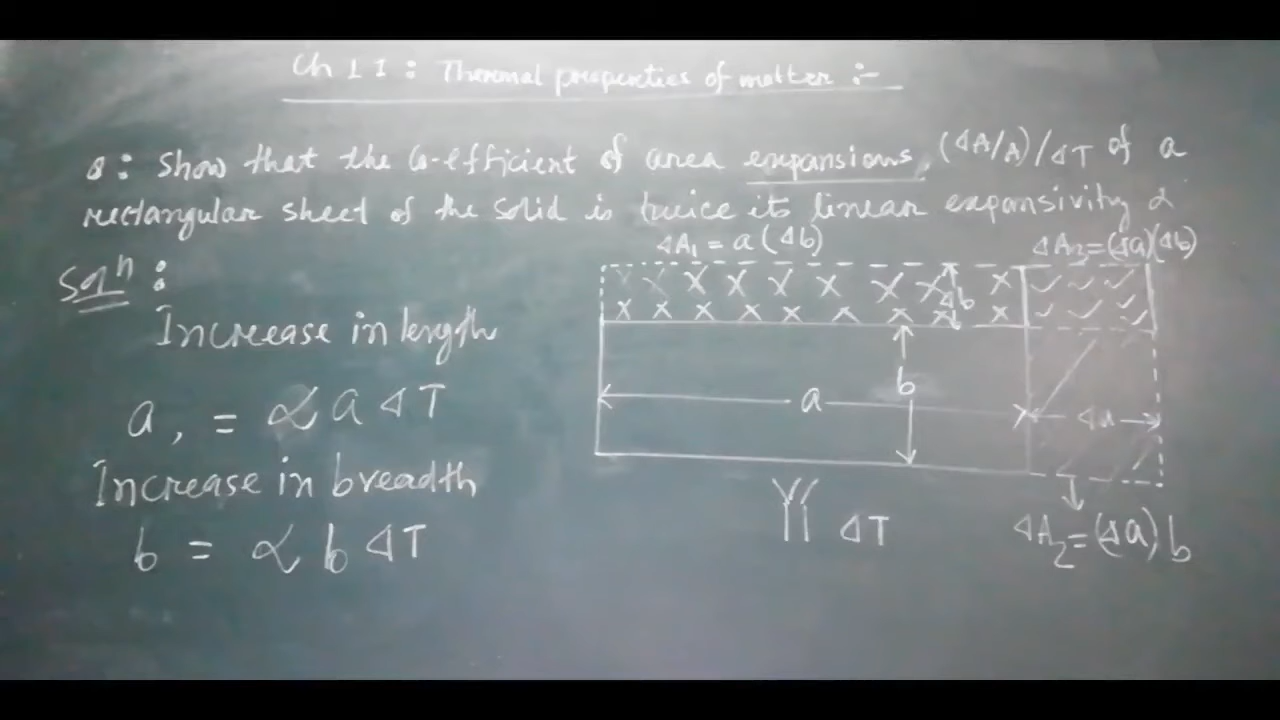 Ch 11 : Thermal properties of matter :-
Q : Show that the Co-efficient of area expansions, (ΔA/A)/ΔT of a
rectangular sheet of the solid is twice its linear expansivity α
Solⁿ :
Increase in length
a, = α a ΔT
Increase in breadth
b = α b ΔT
ΔA₁ = a (Δb)
ΔA₃ = (Δa)(Δb)
Δb
b
a
Δa
ΔT
ΔA₂ = (Δa) b